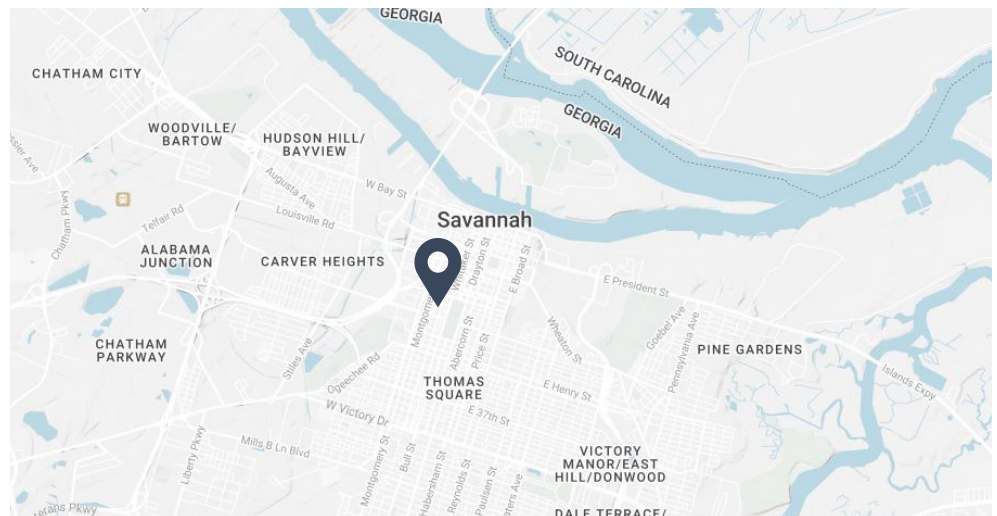 GEORGIA
SOUTH CAROLINA
GEORGIA
CHATHAM CITY
WOODVILLE/
BARTOW
HUDSON HILL/
BAYVIEW
Augusta Ave
W Bay St
Louisville Rd
Telfair Rd
Chatham Pkwy
Savannah
ALABAMA
JUNCTION
CARVER HEIGHTS
Whitaker St
Drayton St
E Broad St
E President St
CHATHAM
PARKWAY
Stiles Ave
Ogeechee Rd
Abercorn St
Price St
Wheaton St
Goebel Ave
Pennsylvania Ave
PINE GARDENS
Islands Expy
THOMAS
SQUARE
E Henry St
E 37th St
W Victory Dr
Mills B Ln Blvd
Liberty Pkwy
Montgomery St
Bull St
Habersham St
Reynolds St
Paulsen St
VICTORY
MANOR/EAST
HILL/DONWOOD
DALE TERRACE/